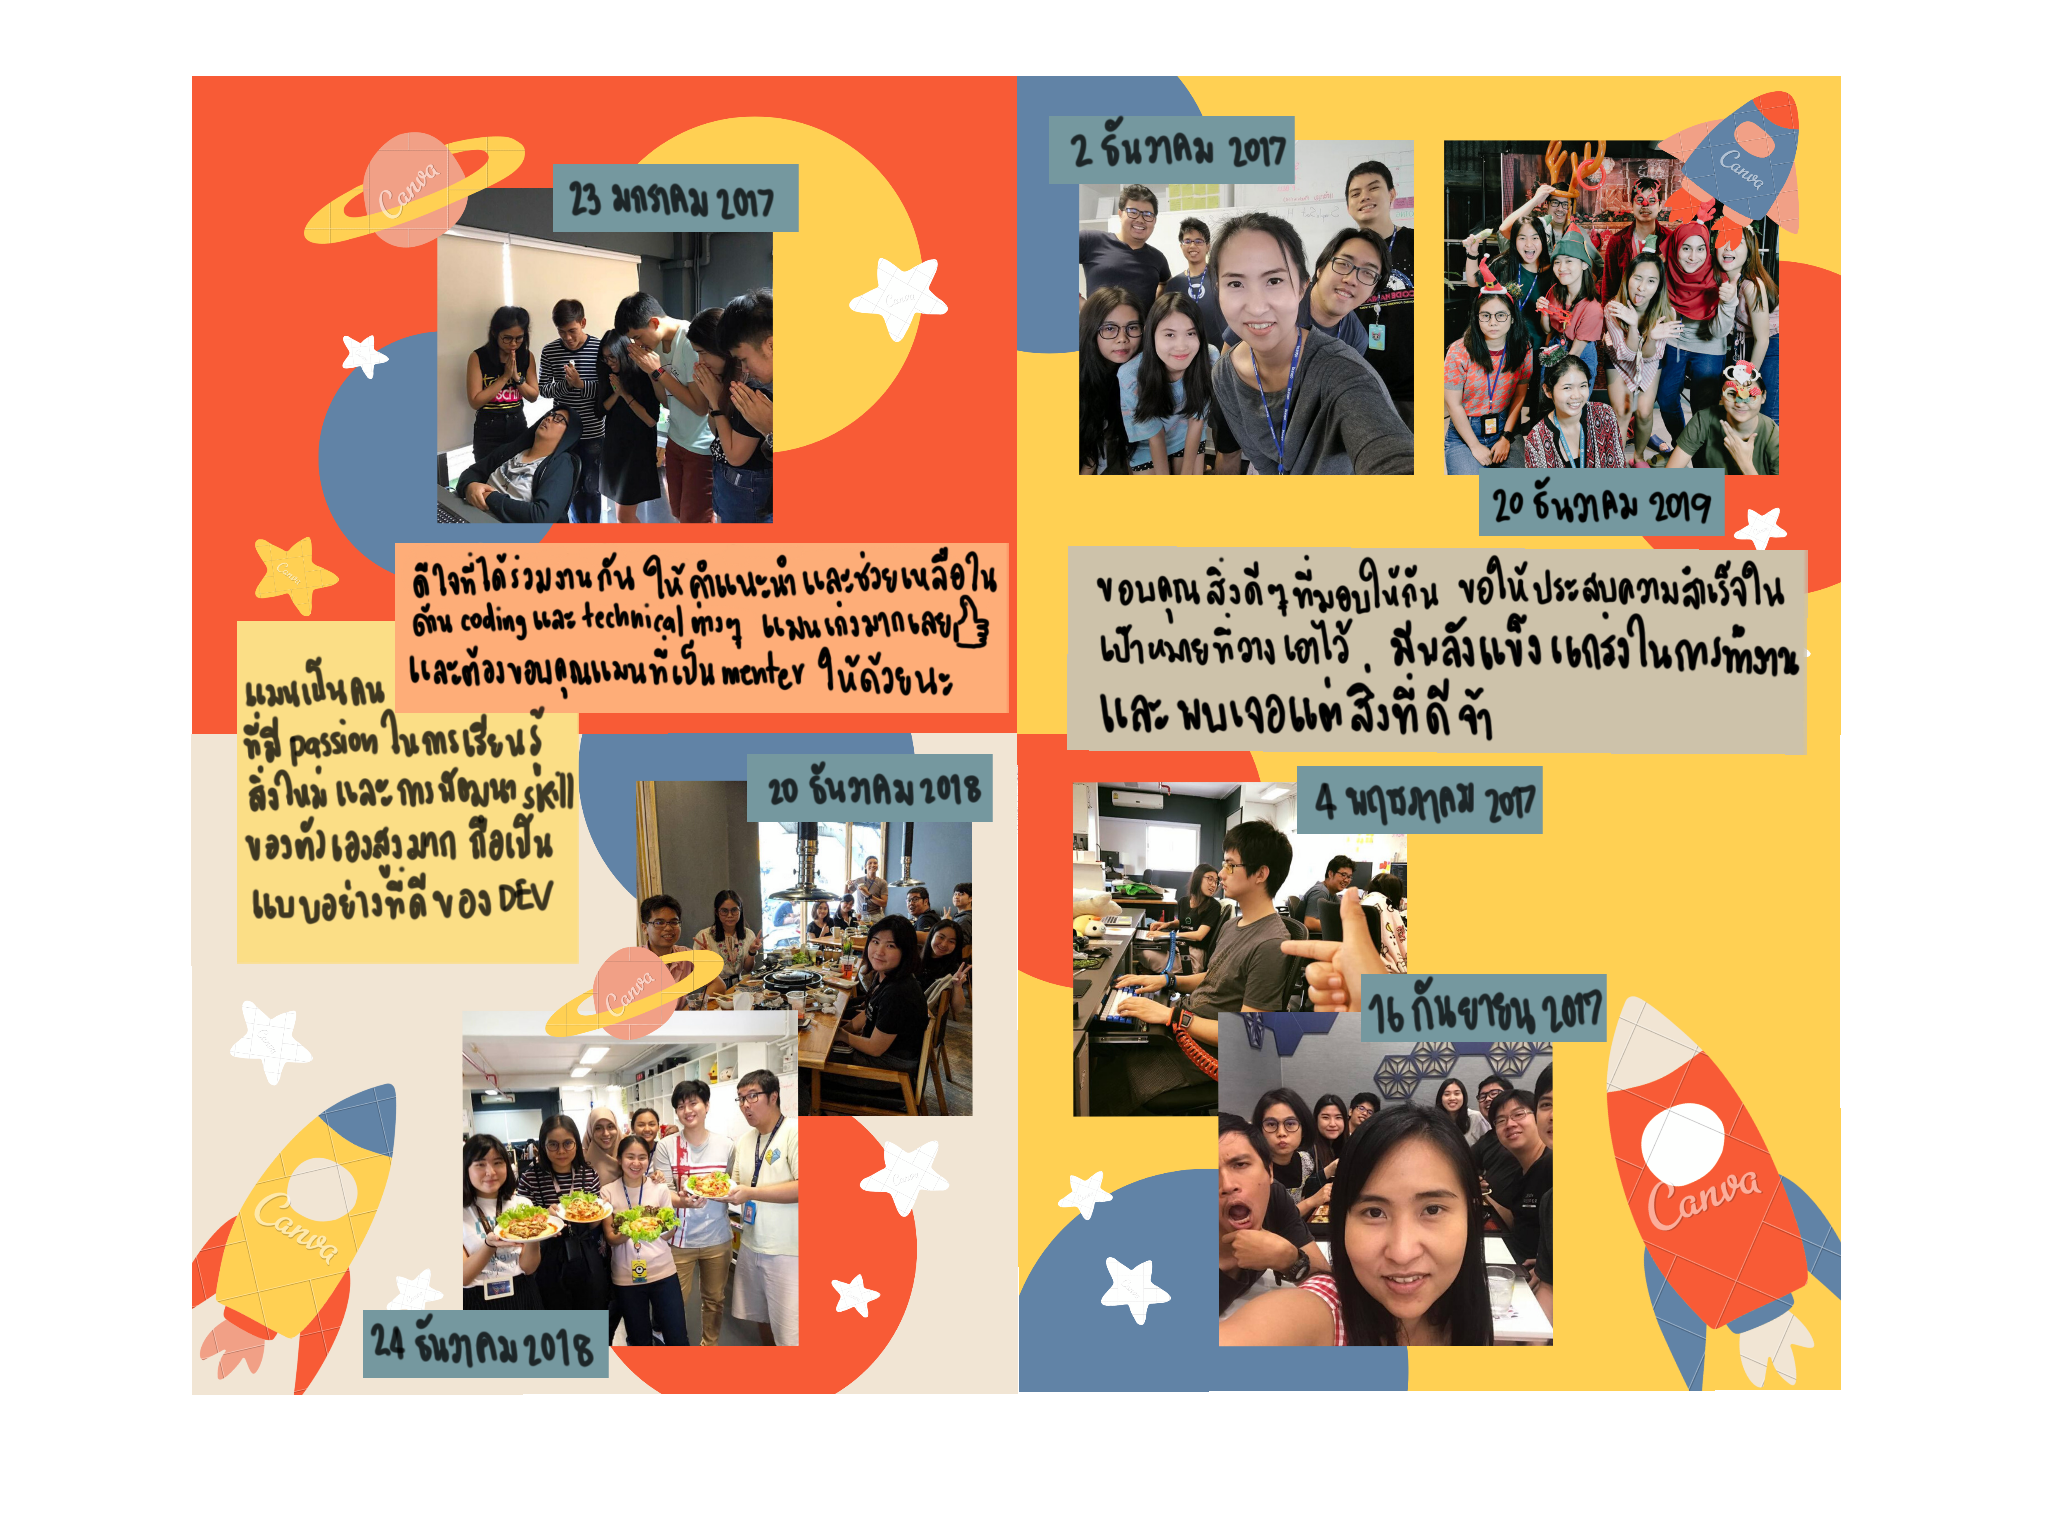 23 มกราคม 2017
ดีใจที่ได้ร่วมงานกัน ให้คำแนะนำและช่วยเหลือใน
ด้าน coding และ technical ต่างๆ แมนเก่งมากเลย
และต้องขอบคุณแมนที่เป็น menter ให้ด้วยนะ
แมนเป็นคน
ที่มี passion ในการเรียนรู้
สิ่งใหม่ และการพัฒนา skill
ของตัวเองสูงมาก ถือเป็น
แบบอย่างที่ดีของ DEV
20 ธันวาคม 2018
24 ธันวาคม 2018
2 ธันวาคม 2017
20 ธันวาคม 2019
ขอบคุณสิ่งดีๆที่มอบให้กัน ขอให้ประสบความสำเร็จใน
เป้าหมายที่วางเอาไว้ . มีพลังแข็งแกร่งในการทำงาน
และพบเจอแต่สิ่งที่ดีจ้า
4 พฤษภาคม 2017
16 กันยายน 2017
Canva
Canva
Canva
Canva
Canva